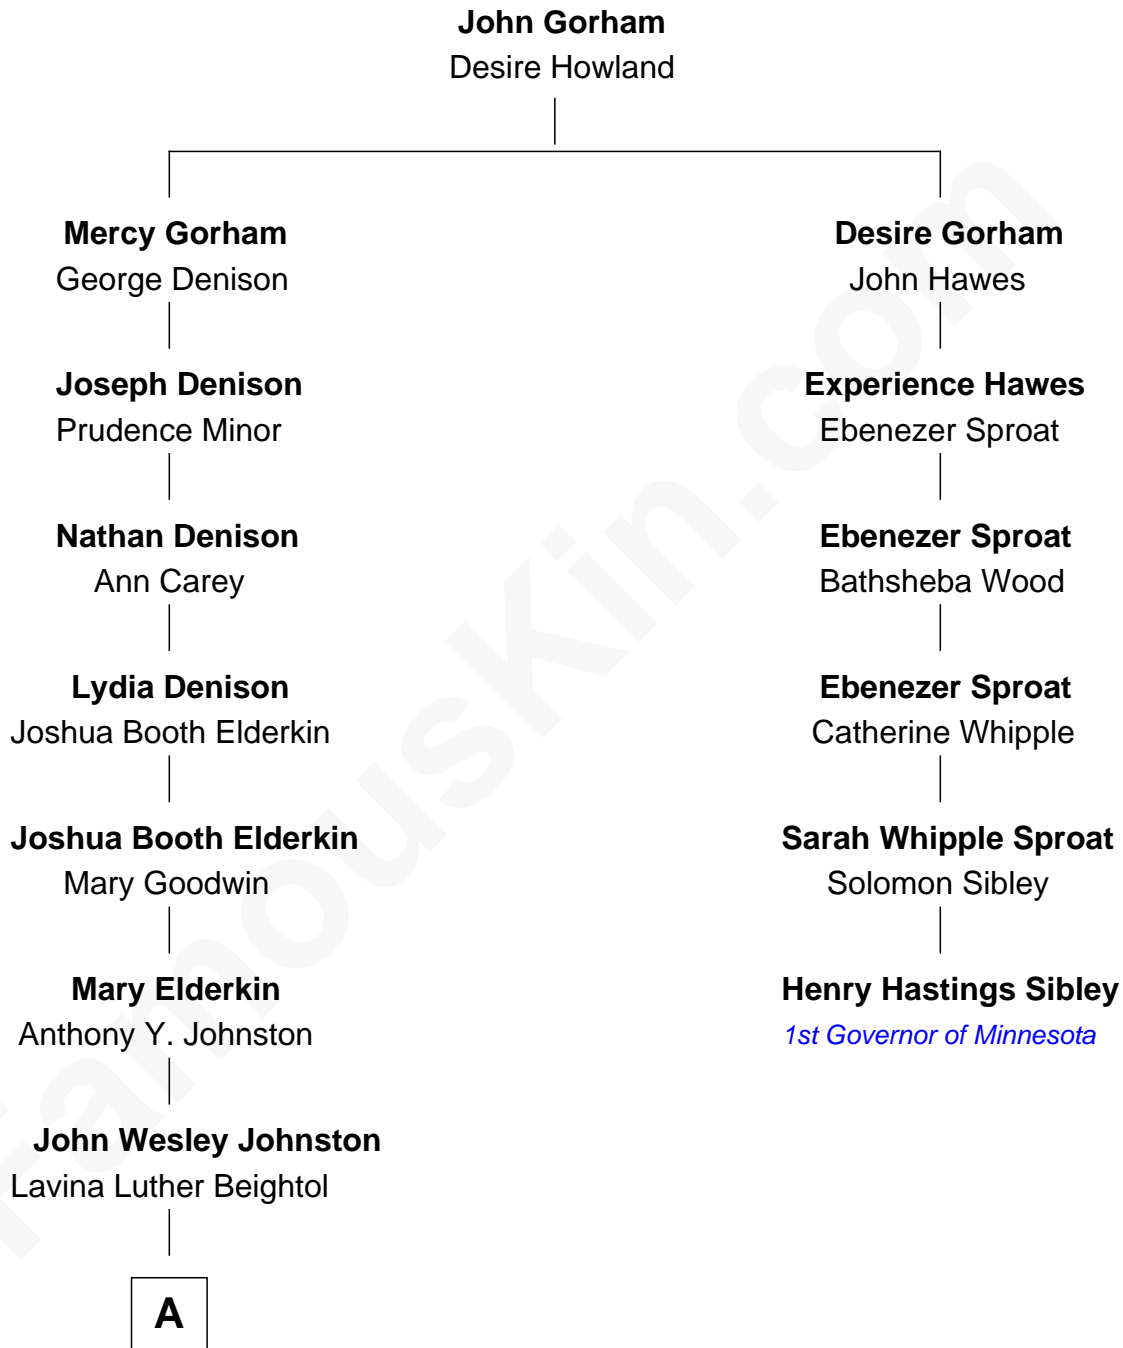 John Gorham
Desire Howland
Mercy Gorham
George Denison
Desire Gorham
John Hawes
Joseph Denison
Prudence Minor
Experience Hawes
Ebenezer Sproat
Nathan Denison
Ann Carey
Ebenezer Sproat
Bathsheba Wood
Lydia Denison
Joshua Booth Elderkin
Ebenezer Sproat
Catherine Whipple
Joshua Booth Elderkin
Mary Goodwin
Sarah Whipple Sproat
Solomon Sibley
Mary Elderkin
Anthony Y. Johnston
Henry Hastings Sibley
1st Governor of Minnesota
John Wesley Johnston
Lavina Luther Beightol
A
FamousKin.com